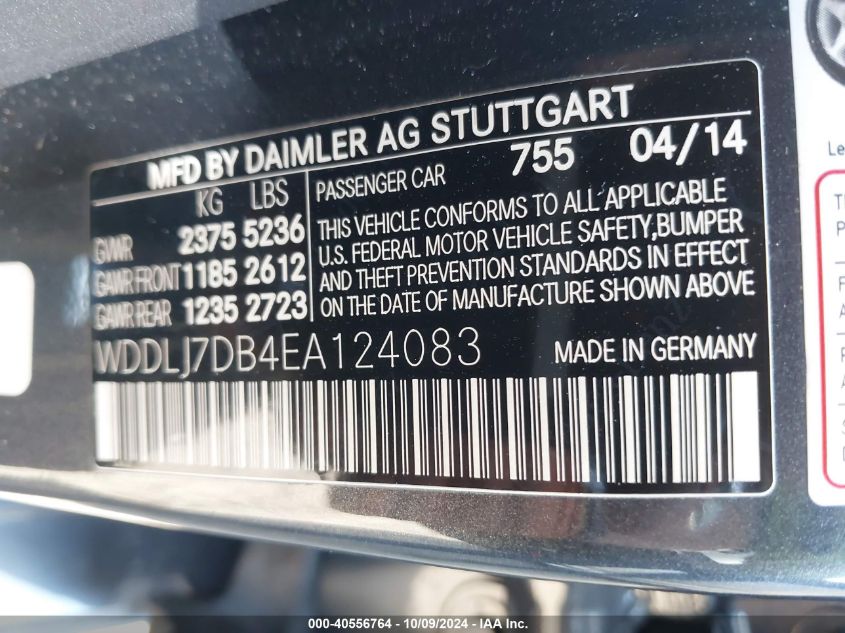 MFD BY DAIMLER AG STUTTGART
KG LBS
PASSENGER CAR 755 04/14
GVWR 2375 5236
GAWR FRONT 1185 2612
GAWR REAR 1235 2723
THIS VEHICLE CONFORMS TO ALL APPLICABLE
U.S. FEDERAL MOTOR VEHICLE SAFETY, BUMPER
AND THEFT PREVENTION STANDARDS IN EFFECT
ON THE DATE OF MANUFACTURE SHOWN ABOVE
WDDLJ7DB4EA124083 MADE IN GERMANY
Le
000-40556764 - 10/09/2024 - IAA Inc.